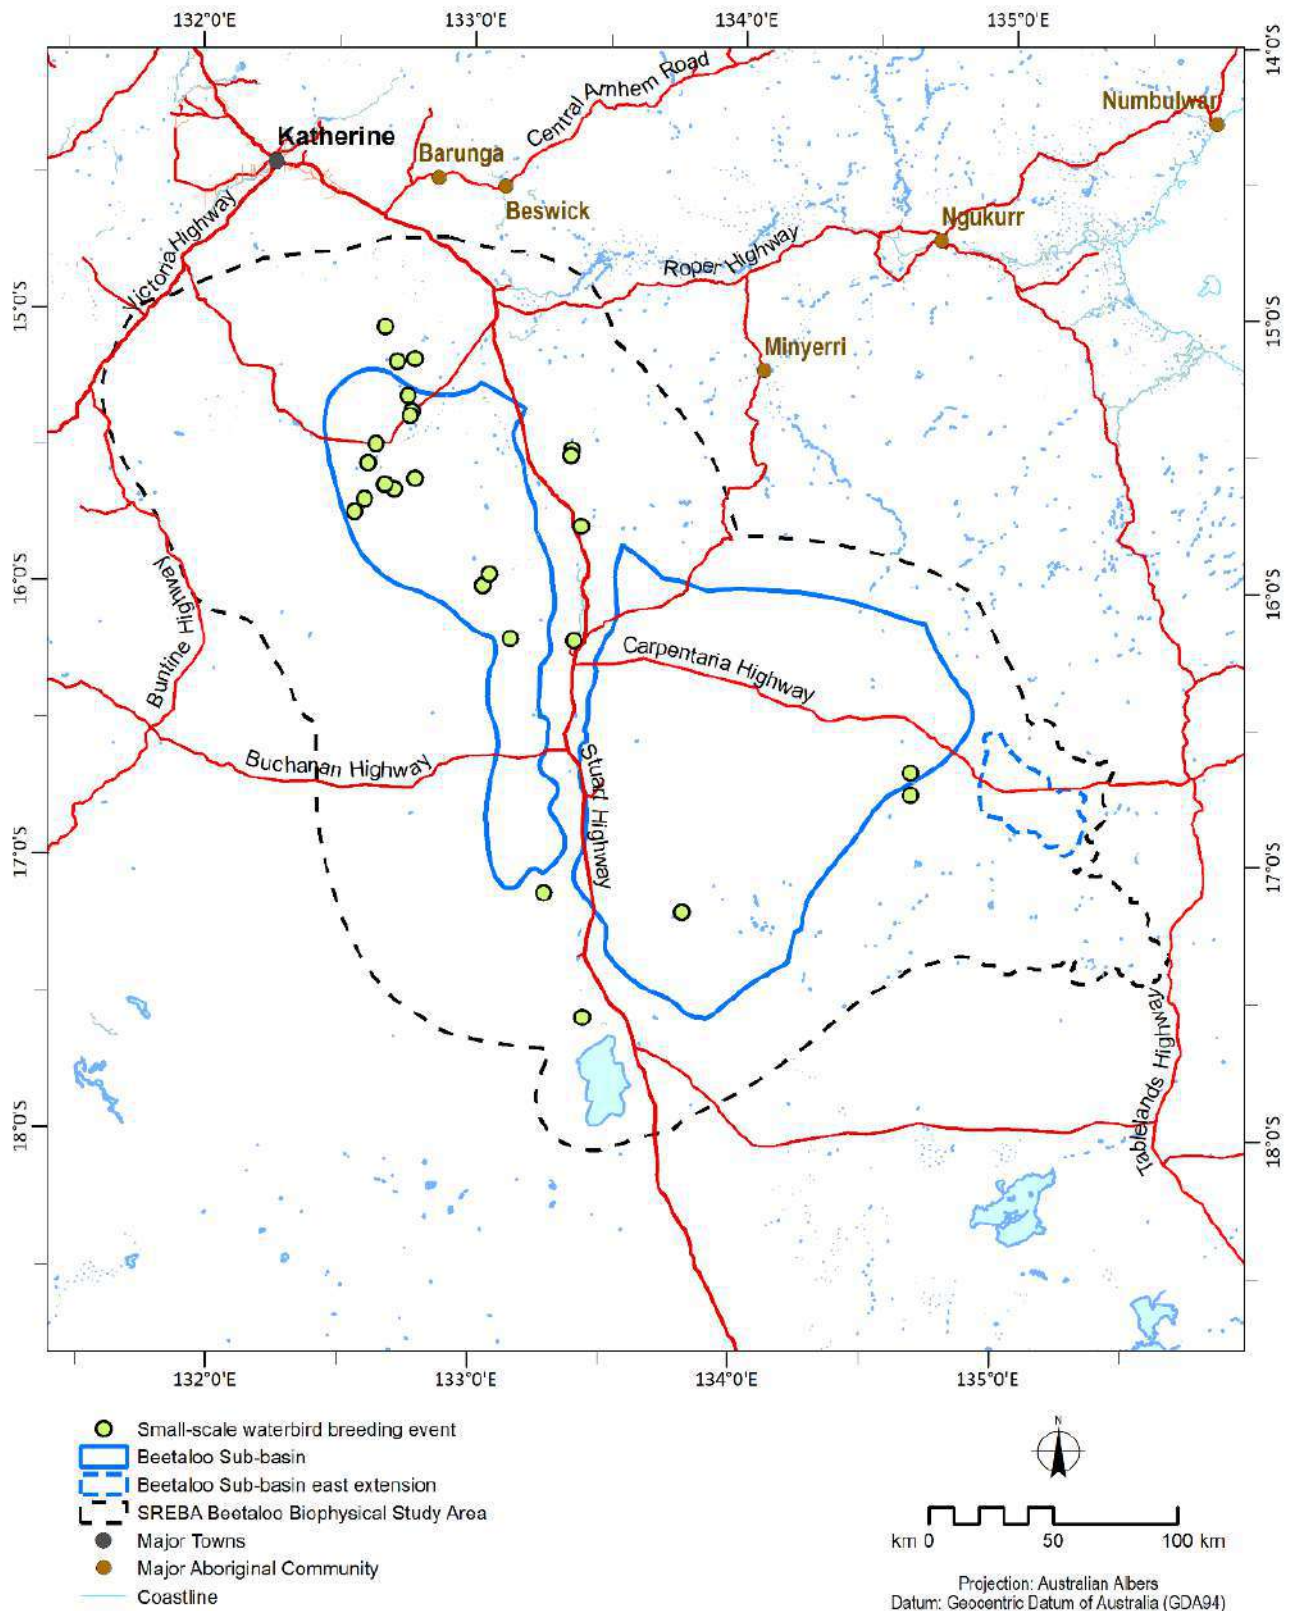 132°0'E
133°0'E
134°0'E
135°0'E
14°0'S
Central Arnhem Road
Numbulwar
Katherine
Barunga
Beswick
Ngukurr
Victoria Highway
Roper Highway
15°0'S
15°0'S
Minyerri
16°0'S
16°0'S
Buntine Highway
Carpentaria Highway
Buchanan Highway
Stuart Highway
17°0'S
17°0'S
Tablelands Highway
18°0'S
18°0'S
132°0'E
133°0'E
134°0'E
135°0'E
Small-scale waterbird breeding event
Beetaloo Sub-basin
Beetaloo Sub-basin east extension
SREBA Beetaloo Biophysical Study Area
Major Towns
Major Aboriginal Community
Coastline
N
km 0 50 100 km
Projection: Australian Albers
Datum: Geocentric Datum of Australia (GDA94)